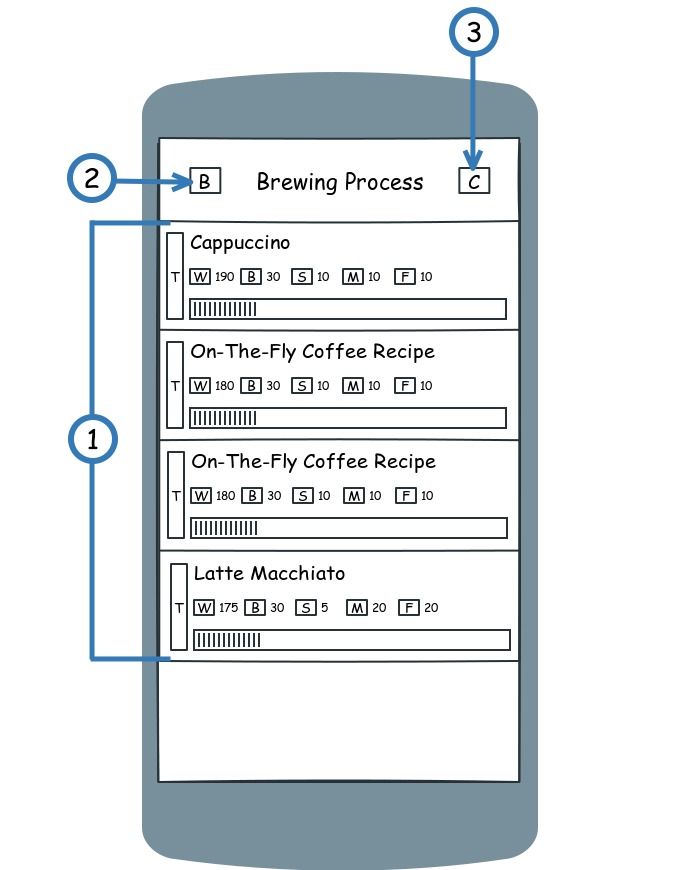 3
2
B Brewing Process C
Cappuccino
T W 190 B 30 S 10 M 10 F 10
On-The-Fly Coffee Recipe
T W 180 B 30 S 10 M 10 F 10
1
On-The-Fly Coffee Recipe
T W 180 B 30 S 10 M 10 F 10
Latte Macchiato
T W 175 B 30 S 5 M 20 F 20